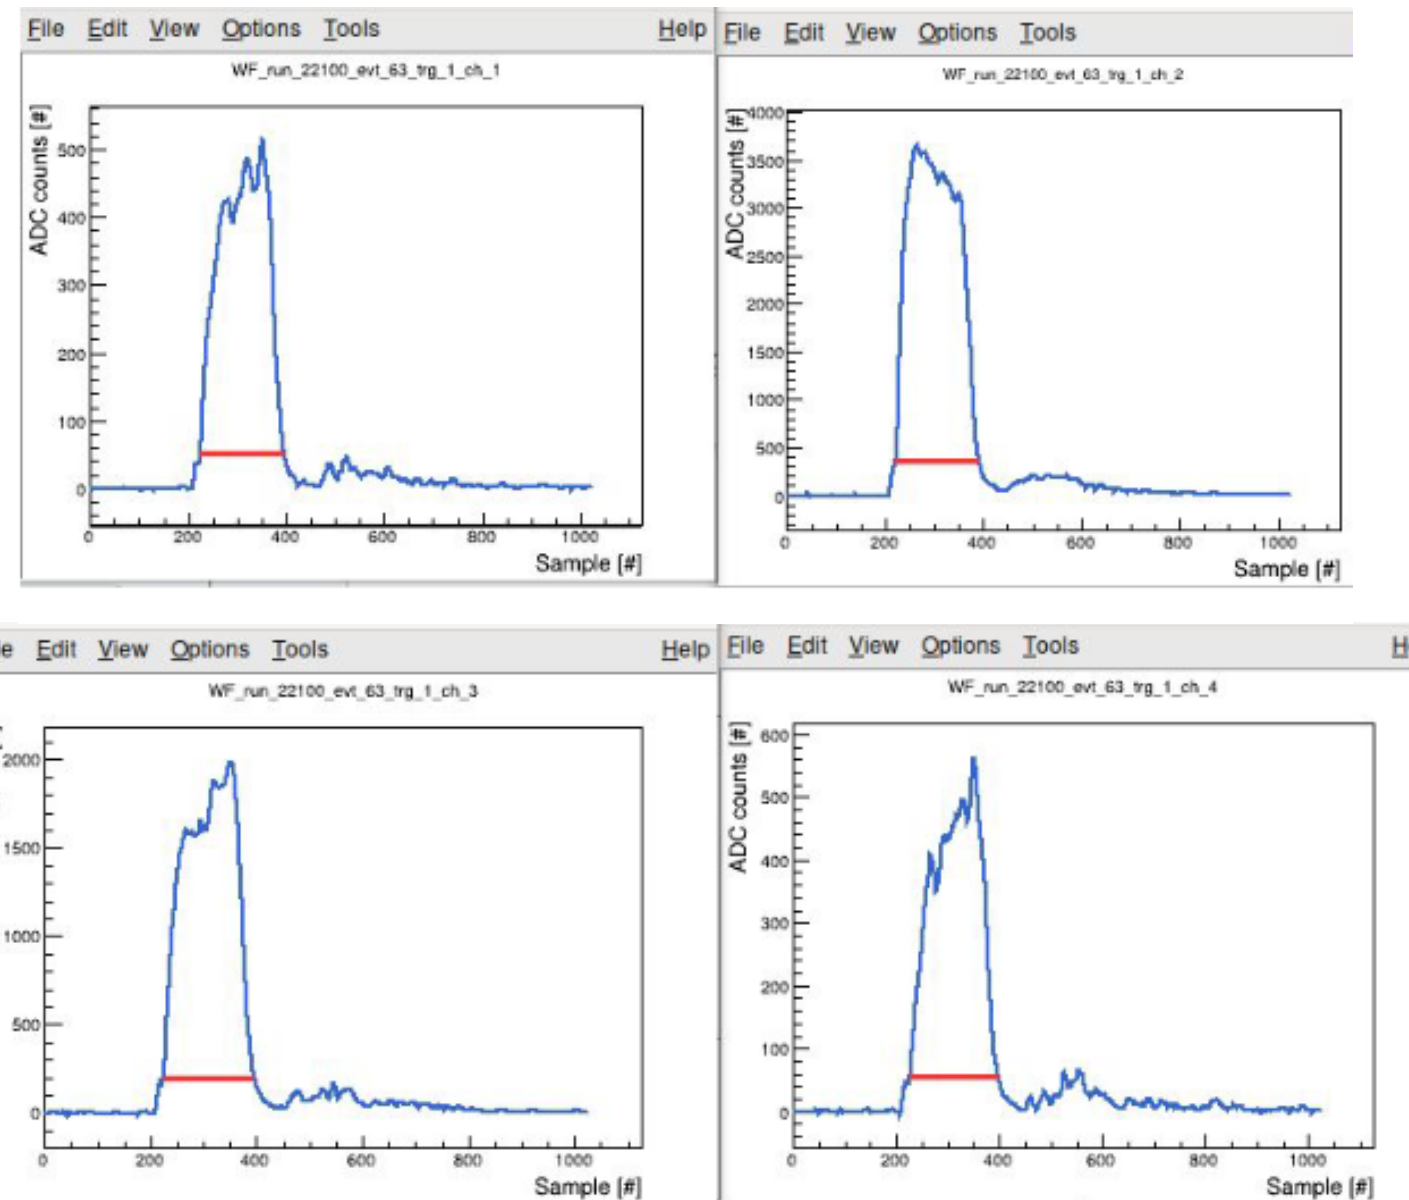 File Edit View Options Tools Help
WF_run_22100_evt_63_trg_1_ch_1
ADC counts [#]
500
400
300
200
100
0
0 200 400 600 800 1000
Sample [#]
File Edit View Options Tools
WF_run_22100_evt_63_trg_1_ch_2
ADC counts [#]
4000
3500
3000
2500
2000
1500
1000
500
0
0 200 400 600 800 1000
Sample [#]
le Edit View Options Tools Help
WF_run_22100_evt_63_trg_1_ch_3
]
2000
1500
1000
500
0
0 200 400 600 800 1000
Sample [#]
File Edit View Options Tools H
WF_run_22100_evt_63_trg_1_ch_4
ADC counts [#]
600
500
400
300
200
100
0
0 200 400 600 800 1000
Sample [#]